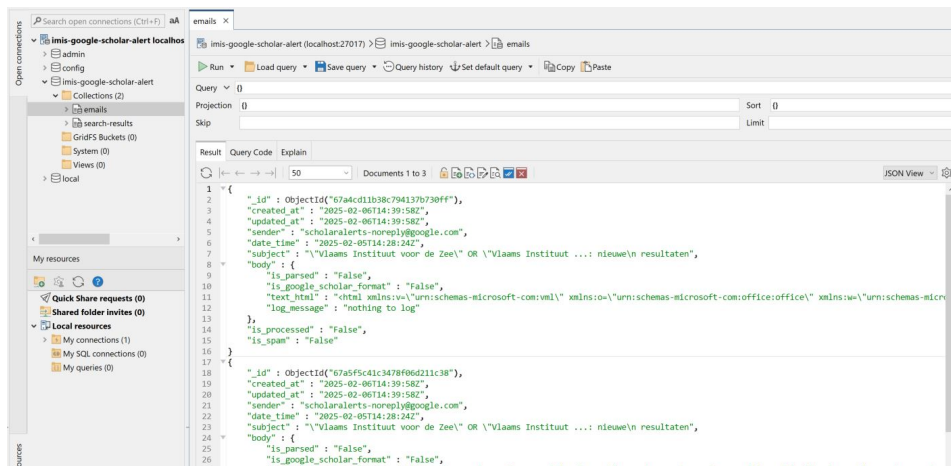 Open connections
Search open connections (Ctrl+F) aA
imis-google-scholar-alert localhos
admin
config
imis-google-scholar-alert
Collections (2)
emails
search-results
GridFS Buckets (0)
System (0)
Views (0)
local
My resources
Quick Share requests (0)
Shared folder invites (0)
Local resources
My connections (1)
My SQL connections (0)
My queries (0)
emails ×
imis-google-scholar-alert (localhost:27017) > imis-google-scholar-alert > emails
Run Load query Save query Query history Set default query Copy Paste
Query {}
Projection {} Sort {}
Skip Limit
Result Query Code Explain
50 Documents 1 to 3 JSON View
1 {
2 "_id" : ObjectId("67a4cd11b38c794137b730ff"),
3 "created_at" : "2025-02-06T14:39:58Z",
4 "updated_at" : "2025-02-06T14:39:58Z",
5 "sender" : "scholaralerts-noreply@google.com",
6 "date_time" : "2025-02-05T14:28:24Z",
7 "subject" : "\"Vlaams Instituut voor de Zee\" OR \"Vlaams Instituut ...: nieuwe\n resultaten",
8 "body" : {
9 "is_parsed" : "False",
10 "is_google_scholar_format" : "False",
11 "text_html" : "<html xmlns:v=\"urn:schemas-microsoft-com:vml\" xmlns:o=\"urn:schemas-microsoft-com:office:office\" xmlns:w=\"urn:schemas-micro
12 "log_message" : "nothing to log"
13 },
14 "is_processed" : "False",
15 "is_spam" : "False"
16 }
17 {
18 "_id" : ObjectId("67a5f5c41c3478f06d211c38"),
19 "created_at" : "2025-02-06T14:39:58Z",
20 "updated_at" : "2025-02-06T14:39:58Z",
21 "sender" : "scholaralerts-noreply@google.com",
22 "date_time" : "2025-02-05T14:28:24Z",
23 "subject" : "\"Vlaams Instituut voor de Zee\" OR \"Vlaams Instituut ...: nieuwe\n resultaten",
24 "body" : {
25 "is_parsed" : "False",
26 "is_google_scholar_format" : "False",